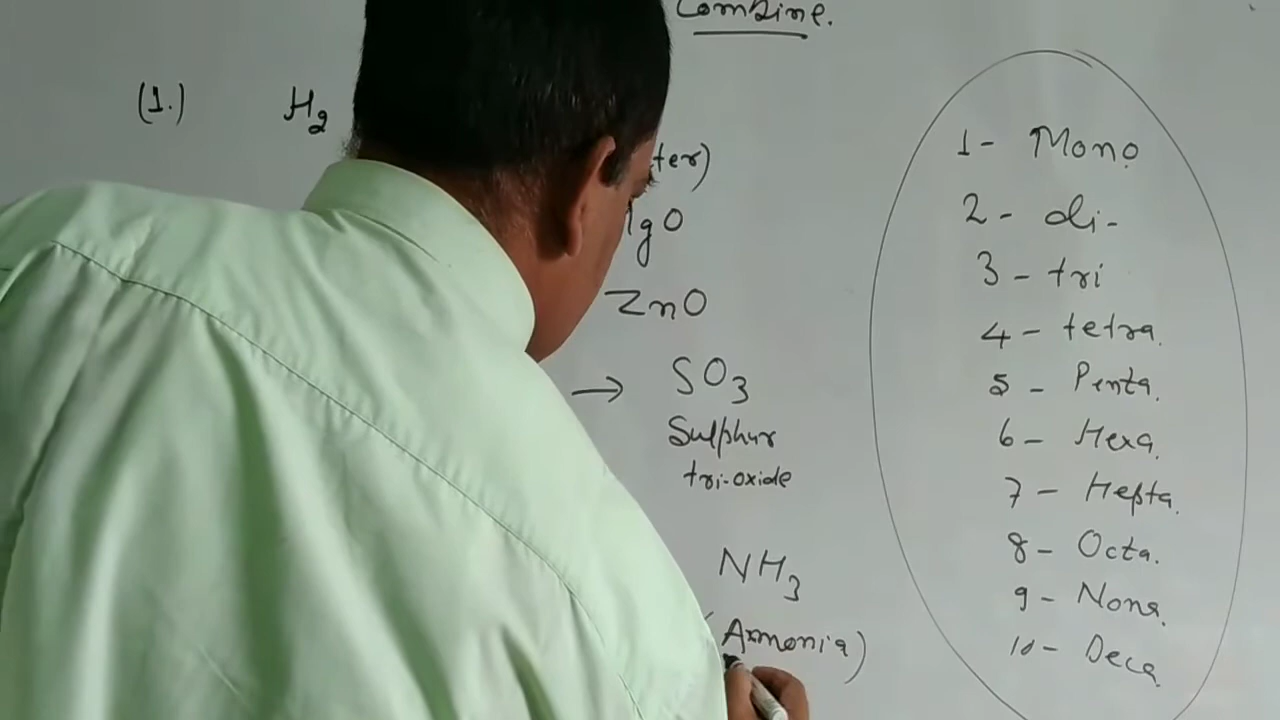 Combine.
(1.) H2
ter)
gO
ZnO
→ SO3
Sulphur
tri-oxide
NH3
(Ammonia)
1- Mono
2- di-
3- tri
4- tetra.
5- Penta.
6- Hexa.
7- Hepta.
8- Octa.
9- Nona.
10- Deca.